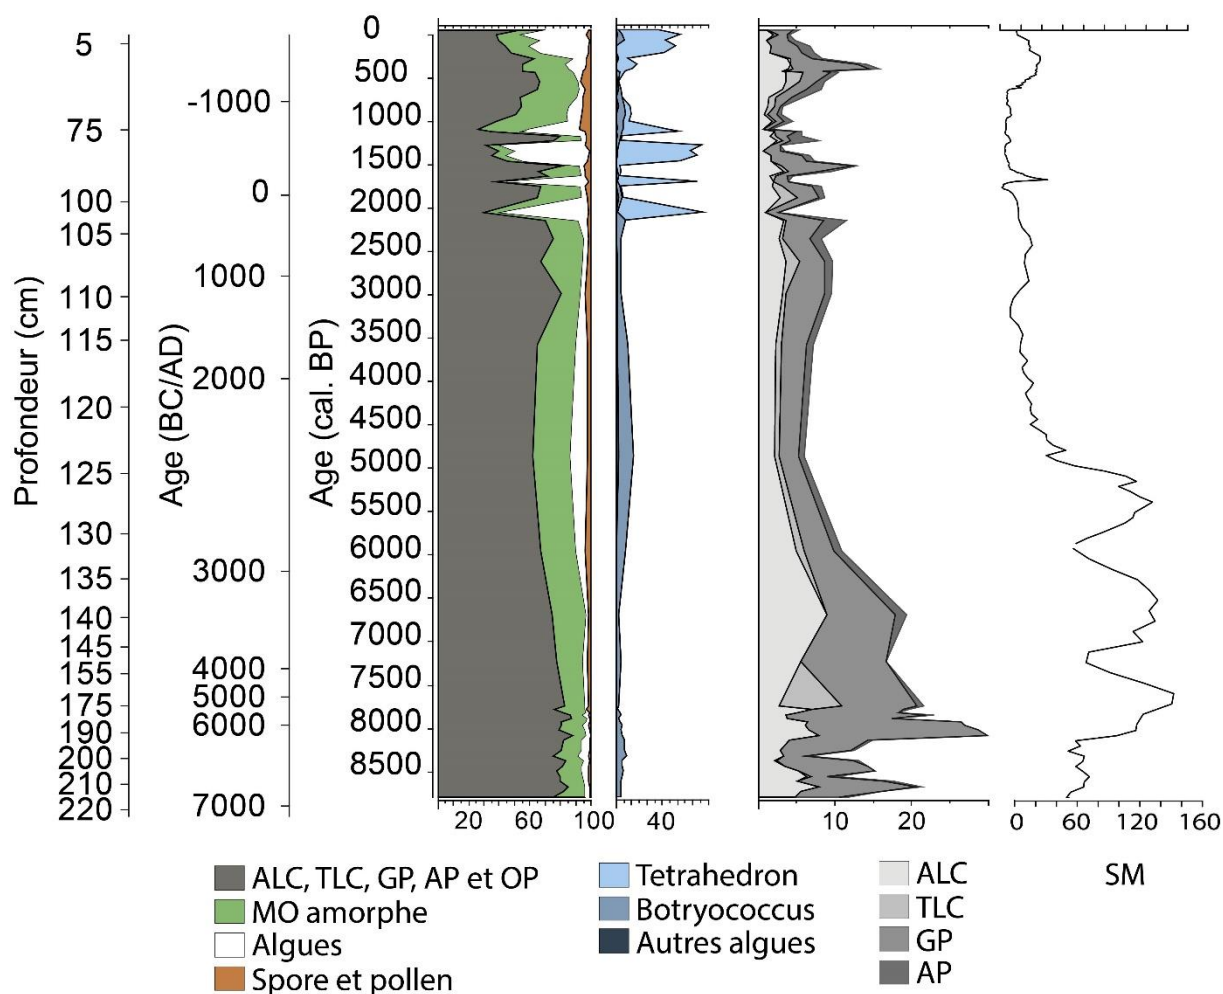 Profondeur (cm)
5
75
100
105
110
115
120
125
130
135
140
145
155
175
190
200
210
220
Age (BC/AD)
-1000
0
1000
2000
3000
4000
5000
6000
7000
Age (cal. BP)
0
500
1000
1500
2000
2500
3000
3500
4000
4500
5000
5500
6000
6500
7000
7500
8000
8500
20 60 100 40 10 20 0 60 120 160
SM
ALC, TLC, GP, AP et OP
MO amorphe
Algues
Spore et pollen
Tetrahedron
Botryococcus
Autres algues
ALC
TLC
GP
AP